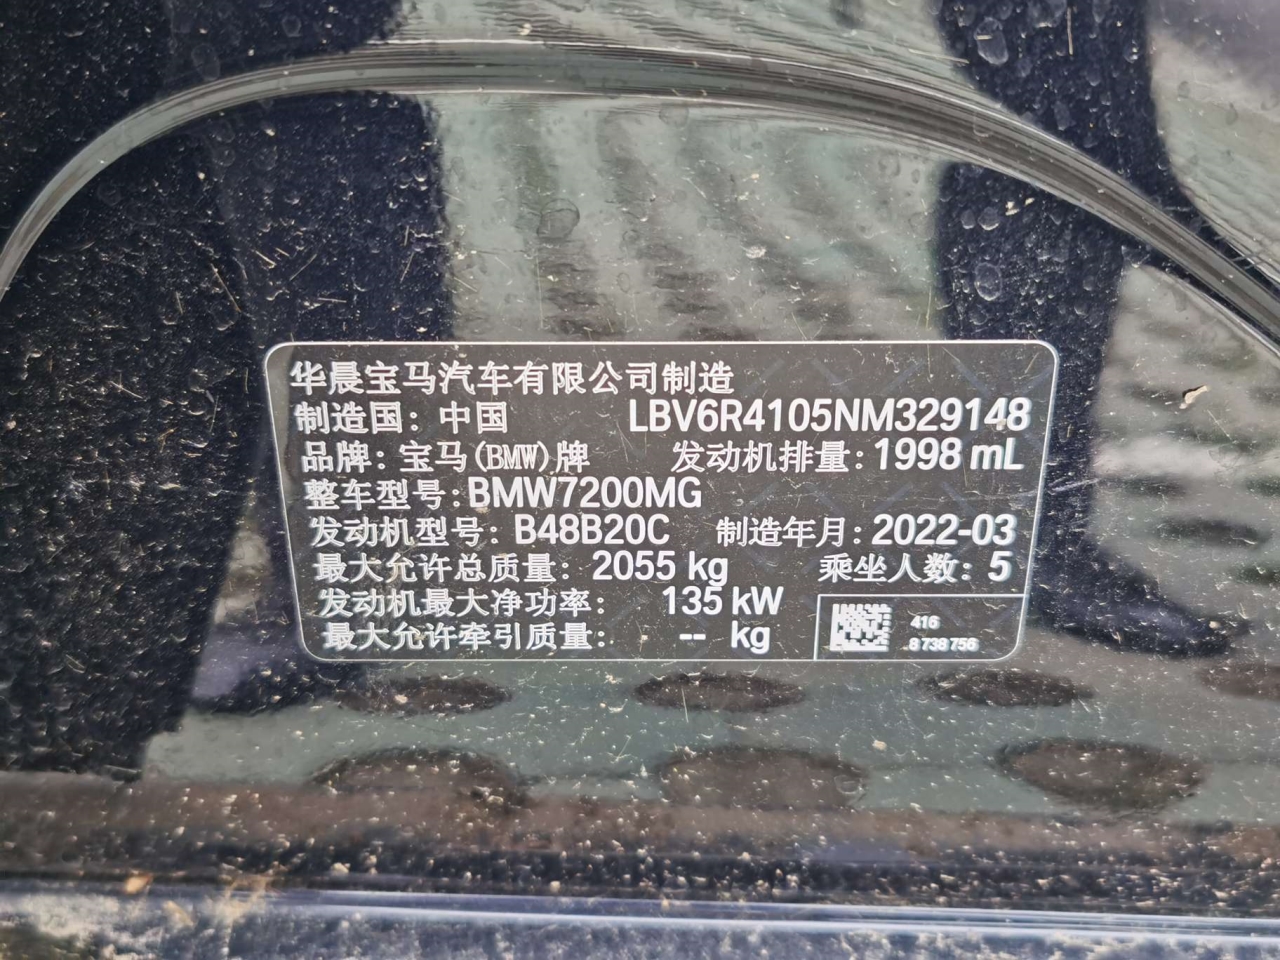 华晨宝马汽车有限公司制造
制造国：中国 LBV6R4105NM329148
品牌：宝马(BMW)牌 发动机排量：1998 mL
整车型号：BMW7200MG
发动机型号：B48B20C 制造年月：2022-03
最大允许总质量：2055 kg 乘坐人数：5
发动机最大净功率： 135 kW
最大允许牵引质量： -- kg
416
8738756